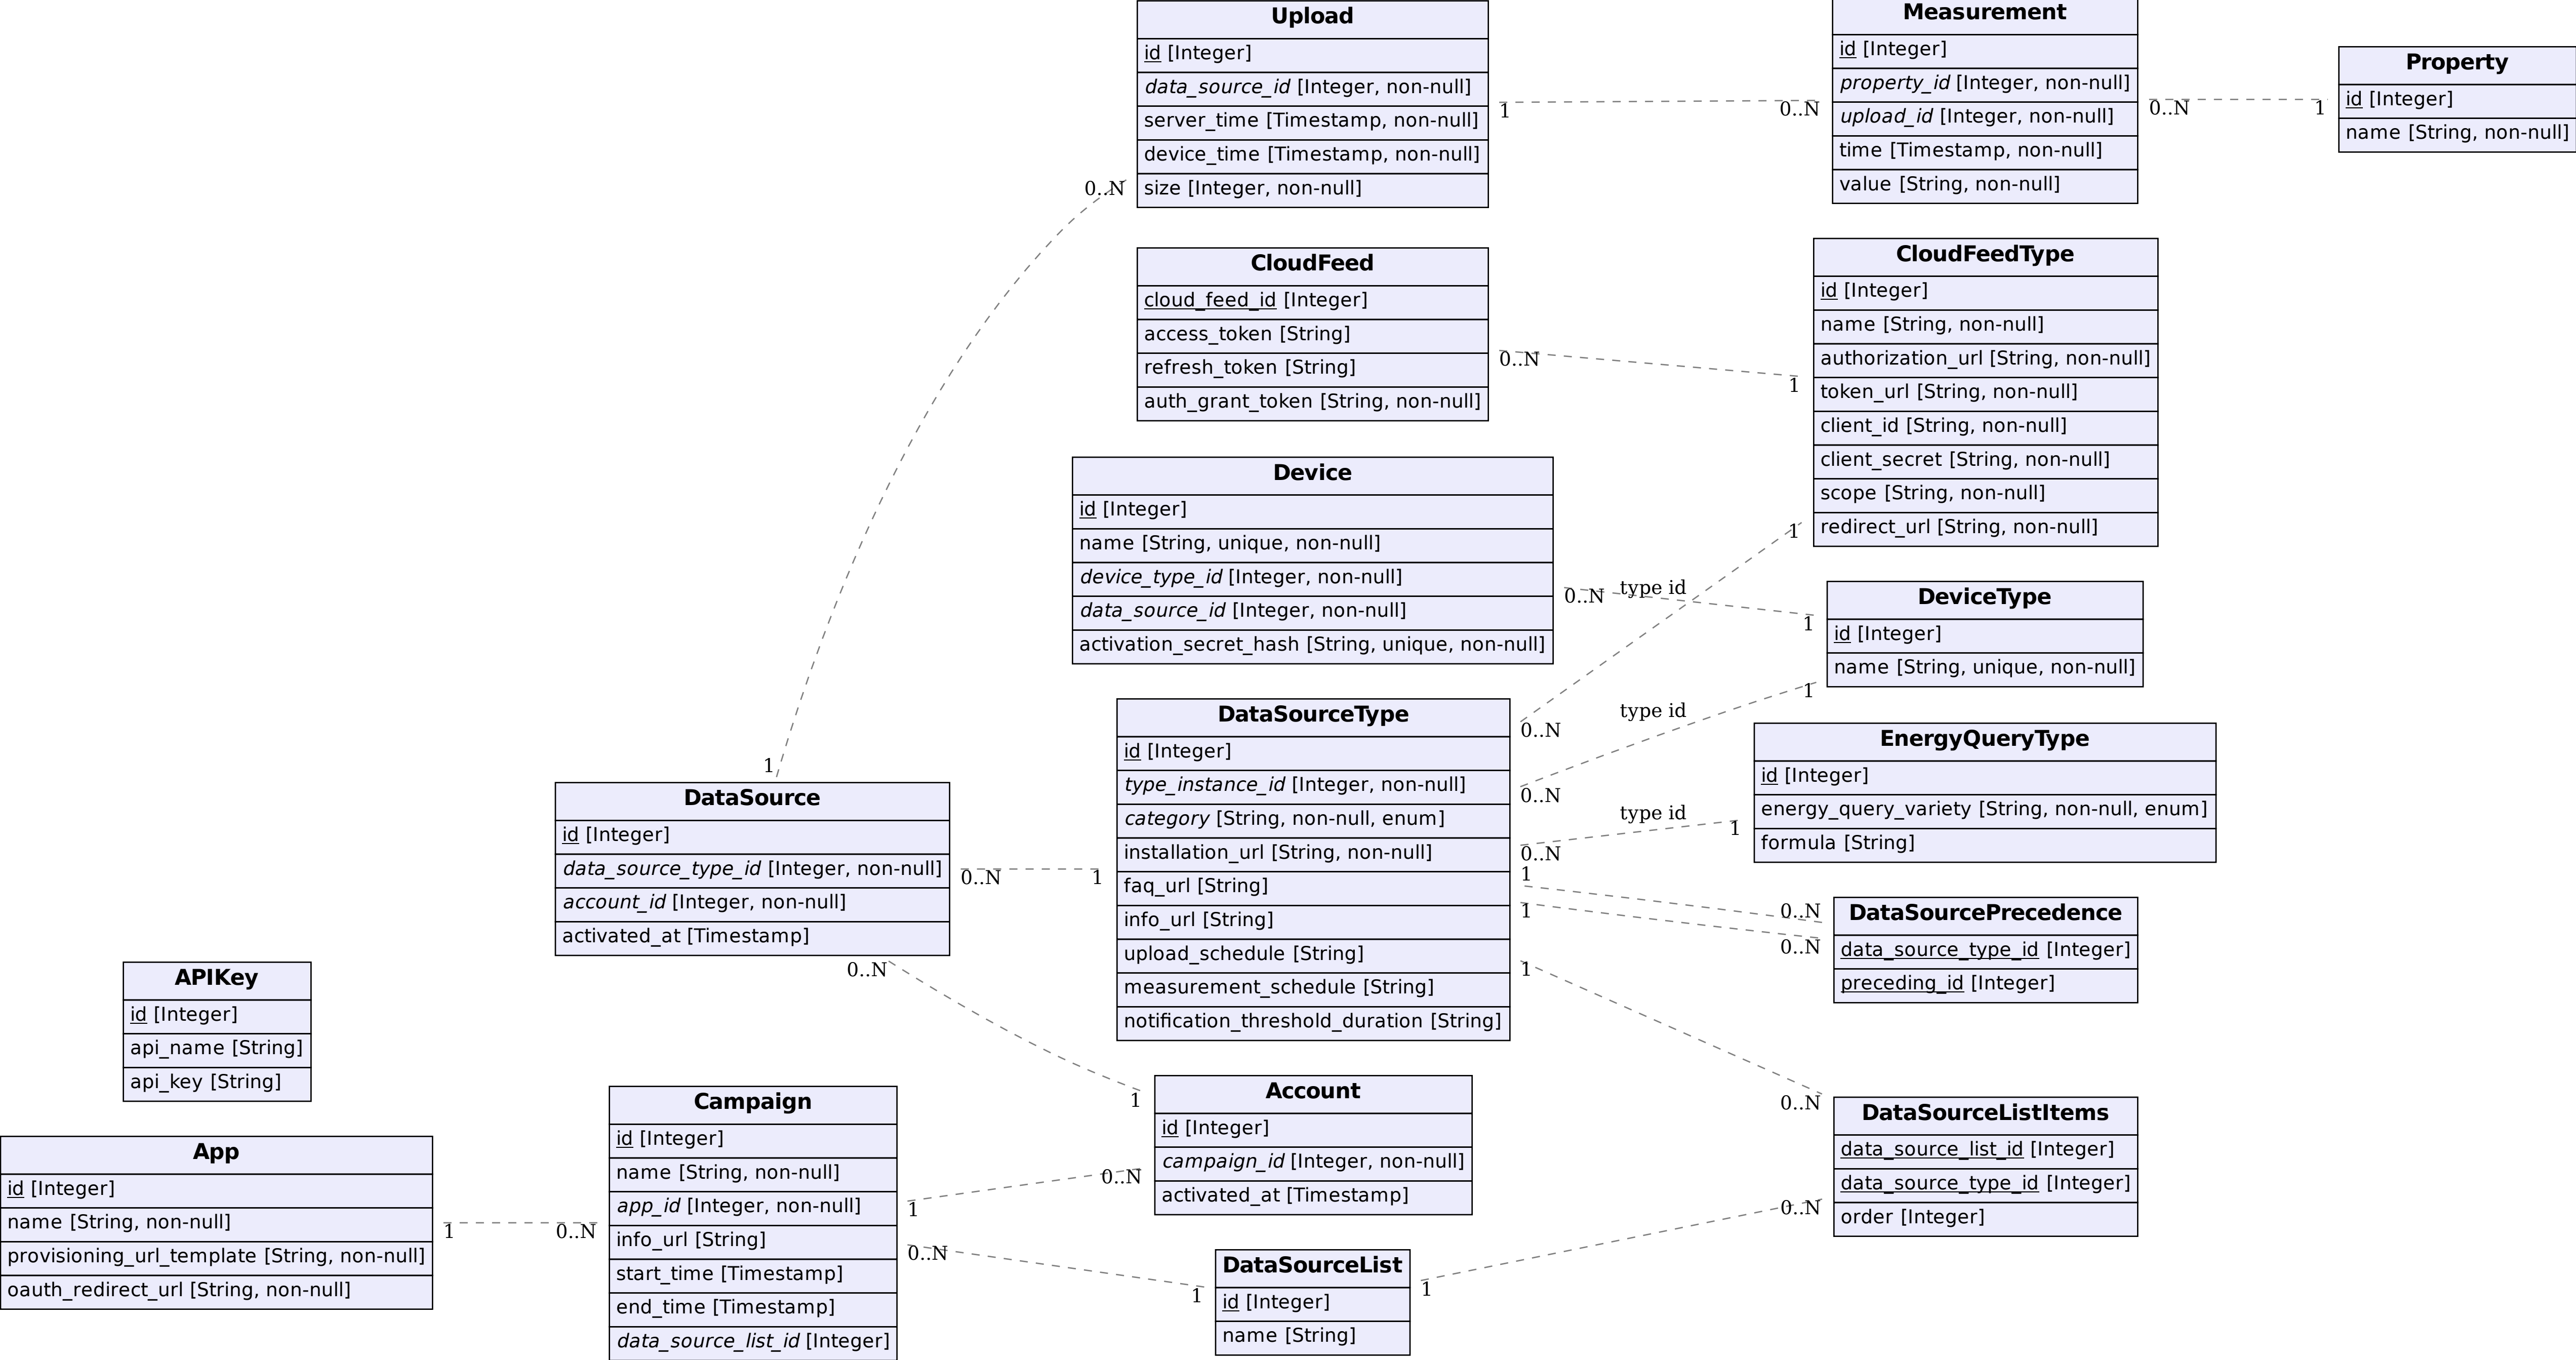 Upload
id [Integer]
data_source_id [Integer, non-null]
server_time [Timestamp, non-null]
device_time [Timestamp, non-null]
size [Integer, non-null]
1
0..N
Measurement
id [Integer]
property_id [Integer, non-null]
upload_id [Integer, non-null]
time [Timestamp, non-null]
value [String, non-null]
0..N
1
Property
id [Integer]
name [String, non-null]
0..N
1
CloudFeed
cloud_feed_id [Integer]
access_token [String]
refresh_token [String]
auth_grant_token [String, non-null]
0..N
1
CloudFeedType
id [Integer]
name [String, non-null]
authorization_url [String, non-null]
token_url [String, non-null]
client_id [String, non-null]
client_secret [String, non-null]
scope [String, non-null]
redirect_url [String, non-null]
Device
id [Integer]
name [String, unique, non-null]
device_type_id [Integer, non-null]
data_source_id [Integer, non-null]
activation_secret_hash [String, unique, non-null]
0..N
type id
1
1
DeviceType
id [Integer]
name [String, unique, non-null]
DataSourceType
id [Integer]
type_instance_id [Integer, non-null]
category [String, non-null, enum]
installation_url [String, non-null]
faq_url [String]
info_url [String]
upload_schedule [String]
measurement_schedule [String]
notification_threshold_duration [String]
0..N
type id
1
0..N
type id
1
0..N
1
0..N
1
0..N
1
0..N
EnergyQueryType
id [Integer]
energy_query_variety [String, non-null, enum]
formula [String]
DataSource
id [Integer]
data_source_type_id [Integer, non-null]
account_id [Integer, non-null]
activated_at [Timestamp]
0..N
1
0..N
1
DataSourcePrecedence
data_source_type_id [Integer]
preceding_id [Integer]
APIKey
id [Integer]
api_name [String]
api_key [String]
App
id [Integer]
name [String, non-null]
provisioning_url_template [String, non-null]
oauth_redirect_url [String, non-null]
1
0..N
Campaign
id [Integer]
name [String, non-null]
app_id [Integer, non-null]
info_url [String]
start_time [Timestamp]
end_time [Timestamp]
data_source_list_id [Integer]
1
0..N
0..N
1
Account
id [Integer]
campaign_id [Integer, non-null]
activated_at [Timestamp]
DataSourceList
id [Integer]
name [String]
1
0..N
DataSourceListItems
data_source_list_id [Integer]
data_source_type_id [Integer]
order [Integer]